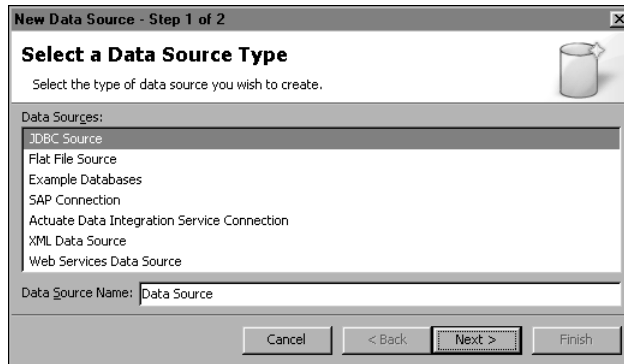 New Data Source - Step 1 of 2
Select a Data Source Type
Select the type of data source you wish to create.
Data Sources:
JDBC Source
Flat File Source
Example Databases
SAP Connection
Actuate Data Integration Service Connection
XML Data Source
Web Services Data Source
Data Source Name: Data Source
Cancel < Back Next > Finish